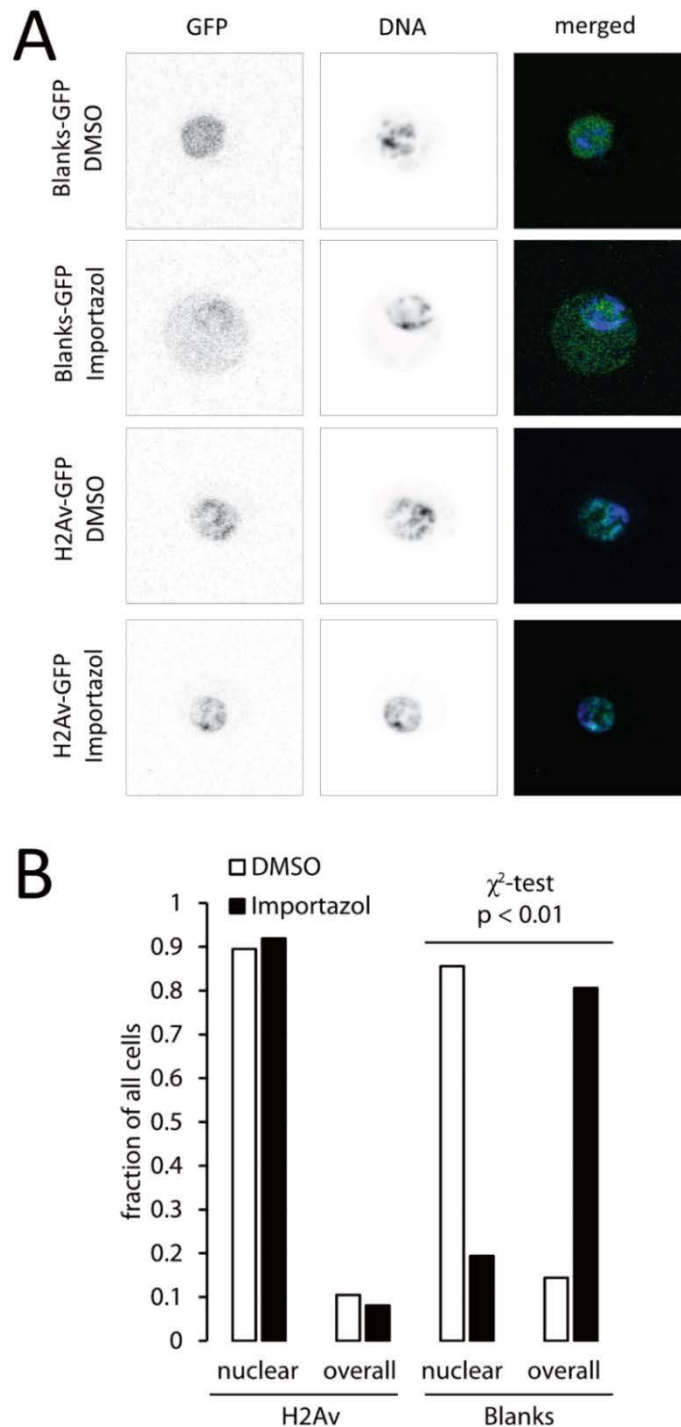 A
GFP DNA merged
Blanks-GFP
DMSO
Blanks-GFP
Importazol
H2Av-GFP
DMSO
H2Av-GFP
Importazol
B
DMSO
Importazol
χ²-test
p < 0.01
fraction of all cells
1
0.9
0.8
0.7
0.6
0.5
0.4
0.3
0.2
0.1
0
nuclear overall nuclear overall
H2Av Blanks